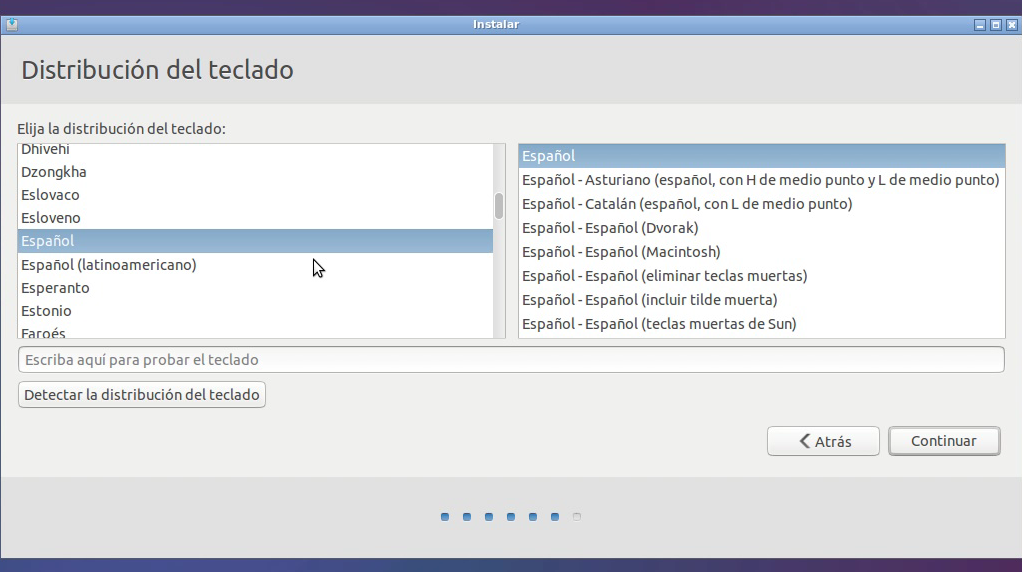 Instalar
Distribución del teclado
Elija la distribución del teclado:
Dhivehi
Dzongkha
Eslovaco
Esloveno
Español
Español (latinoamericano)
Esperanto
Estonio
Faroés
Español
Español - Asturiano (español, con H de medio punto y L de medio punto)
Español - Catalán (español, con L de medio punto)
Español - Español (Dvorak)
Español - Español (Macintosh)
Español - Español (eliminar teclas muertas)
Español - Español (incluir tilde muerta)
Español - Español (teclas muertas de Sun)
Escriba aquí para probar el teclado
Detectar la distribución del teclado
Atrás
Continuar